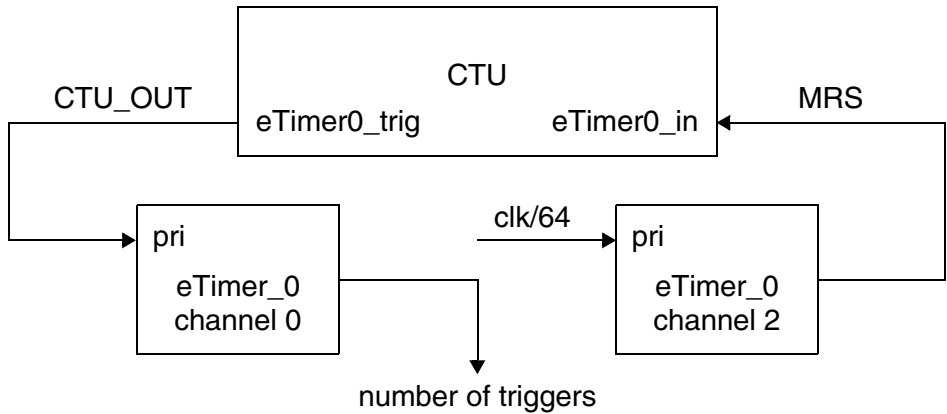 CTU
CTU_OUT
MRS
eTimer0_trig
eTimer0_in
clk/64
pri
pri
eTimer_0
channel 0
eTimer_0
channel 2
number of triggers